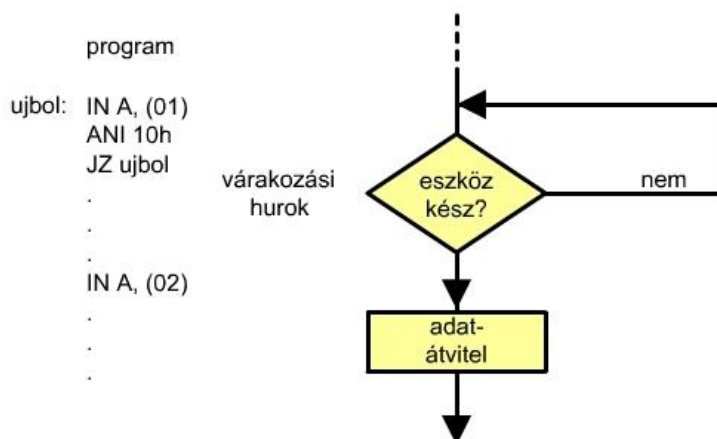 program
ujbol: IN A, (01)
ANI 10h
JZ ujbol
.
.
.
IN A, (02)
.
.
.
várakozási
hurok
eszköz
kész?
nem
adat-
átvitel